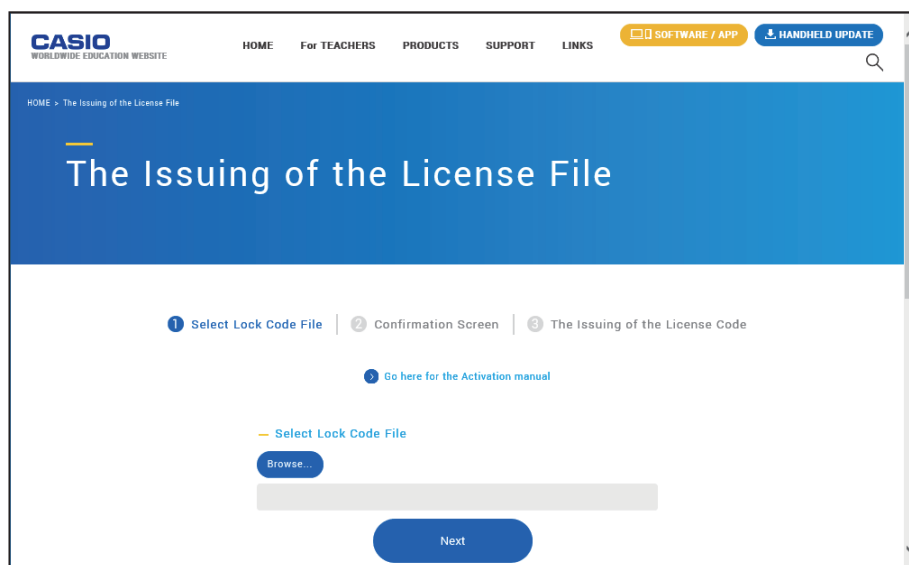 CASIO
WORLDWIDE EDUCATION WEBSITE
HOME For TEACHERS PRODUCTS SUPPORT LINKS
SOFTWARE / APP HANDHELD UPDATE
HOME > The Issuing of the License File
The Issuing of the License File
1 Select Lock Code File 2 Confirmation Screen 3 The Issuing of the License Code
Go here for the Activation manual
Select Lock Code File
Browse...
Next